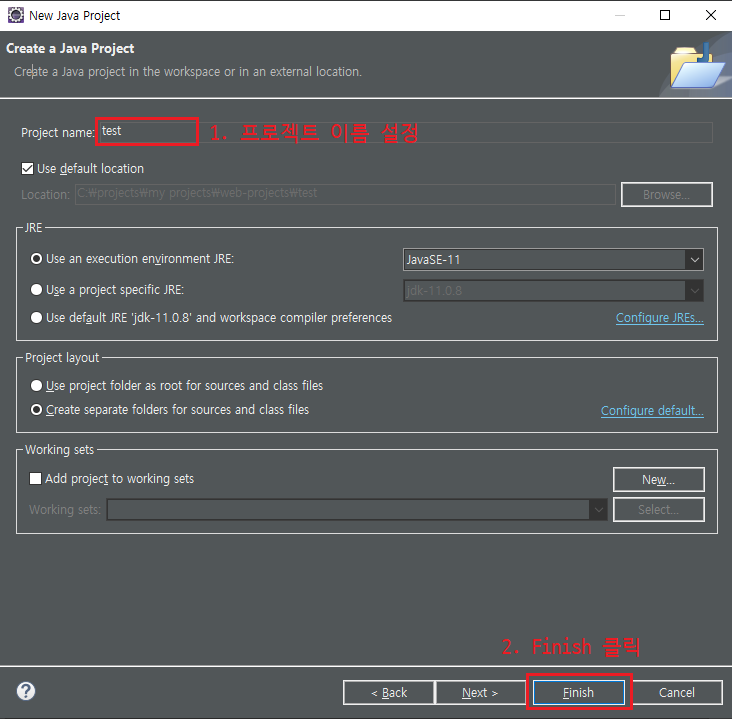 New Java Project
Create a Java Project
Create a Java project in the workspace or in an external location.
Project name: test 1. 프로젝트 이름 설정
Use default location
Location: C:₩projects₩my projects₩web-projects₩test Browse...
JRE
Use an execution environment JRE: JavaSE-11
Use a project specific JRE: jdk-11.0.8
Use default JRE 'jdk-11.0.8' and workspace compiler preferences Configure JREs...
Project layout
Use project folder as root for sources and class files
Create separate folders for sources and class files Configure default...
Working sets
Add project to working sets New...
Working sets: Select...
2. Finish 클릭
? < Back Next > Finish Cancel